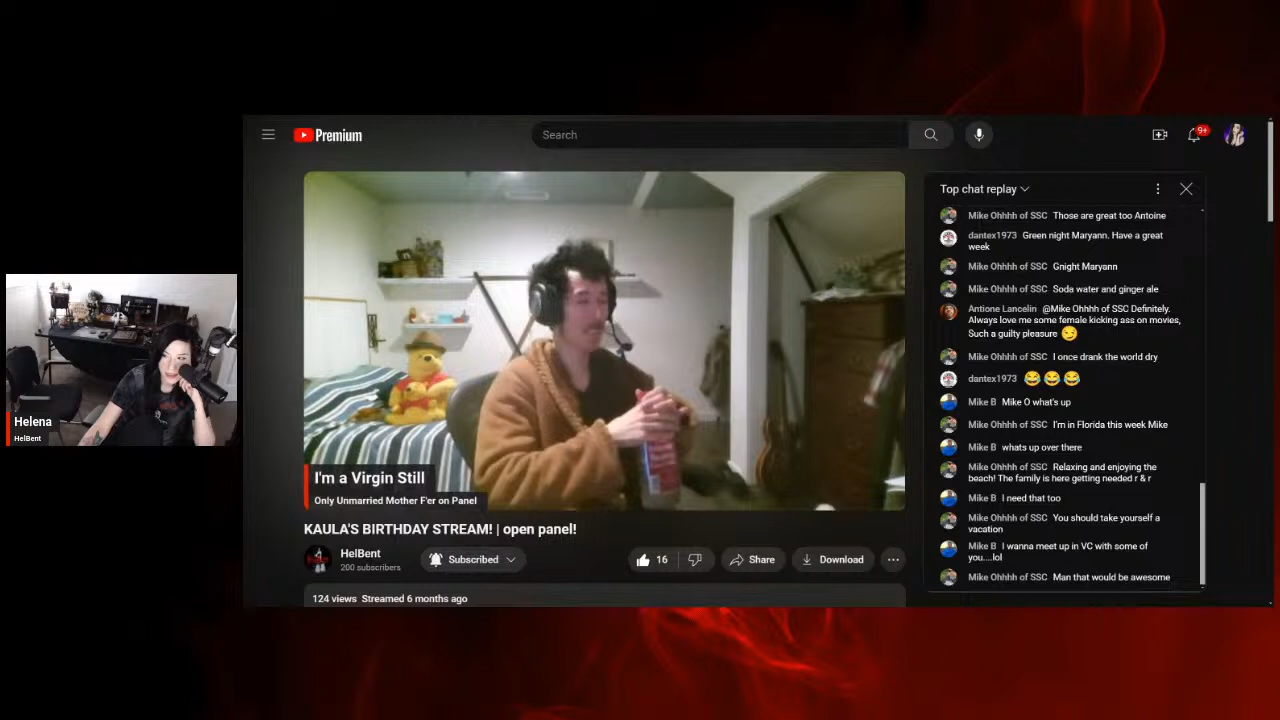 Premium
Search
9+
Top chat replay
Mike Ohhhh of SSC Those are great too Antoine
dantex1973 Green night Maryann. Have a great
week
Mike Ohhhh of SSC Gnight Maryann
Mike Ohhhh of SSC Soda water and ginger ale
Antione Lancelin @Mike Ohhhh of SSC Definitely.
Always love me some female kicking ass on movies,
Such a guilty pleasure 😏
Mike Ohhhh of SSC I once drank the world dry
dantex1973 😂😂😂
Mike B Mike O what's up
Mike Ohhhh of SSC I'm in Florida this week Mike
Mike B whats up over there
Mike Ohhhh of SSC Relaxing and enjoying the
beach! The family is here getting needed r & r
Mike B I need that too
Mike Ohhhh of SSC You should take yourself a
vacation
Mike B I wanna meet up in VC with some of
you....lol
Mike Ohhhh of SSC Man that would be awesome
Helena
HelBent
I'm a Virgin Still
Only Unmarried Mother F'er on Panel
KAULA'S BIRTHDAY STREAM! | open panel!
HelBent
200 subscribers
Subscribed
16
Share
Download
124 views Streamed 6 months ago